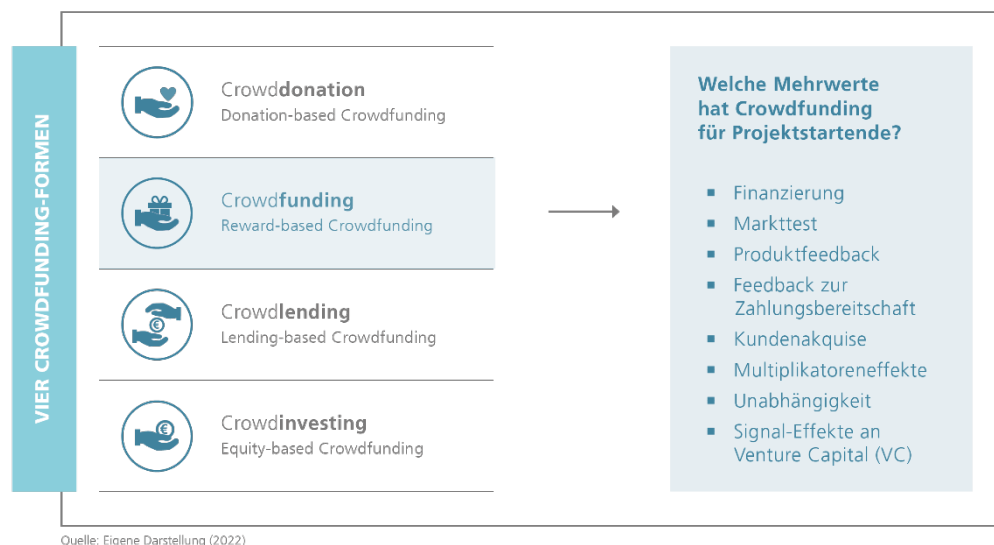 VIER CROWDFUNDING-FORMEN
Crowddonation
Donation-based Crowdfunding
Crowdfunding
Reward-based Crowdfunding
Crowdlending
Lending-based Crowdfunding
Crowdinvesting
Equity-based Crowdfunding
Welche Mehrwerte
hat Crowdfunding
für Projektstartende?
Finanzierung
Markttest
Produktfeedback
Feedback zur
Zahlungsbereitschaft
Kundenakquise
Multiplikatoreneffekte
Unabhängigkeit
Signal-Effekte an
Venture Capital (VC)
Quelle: Eigene Darstellung (2022)